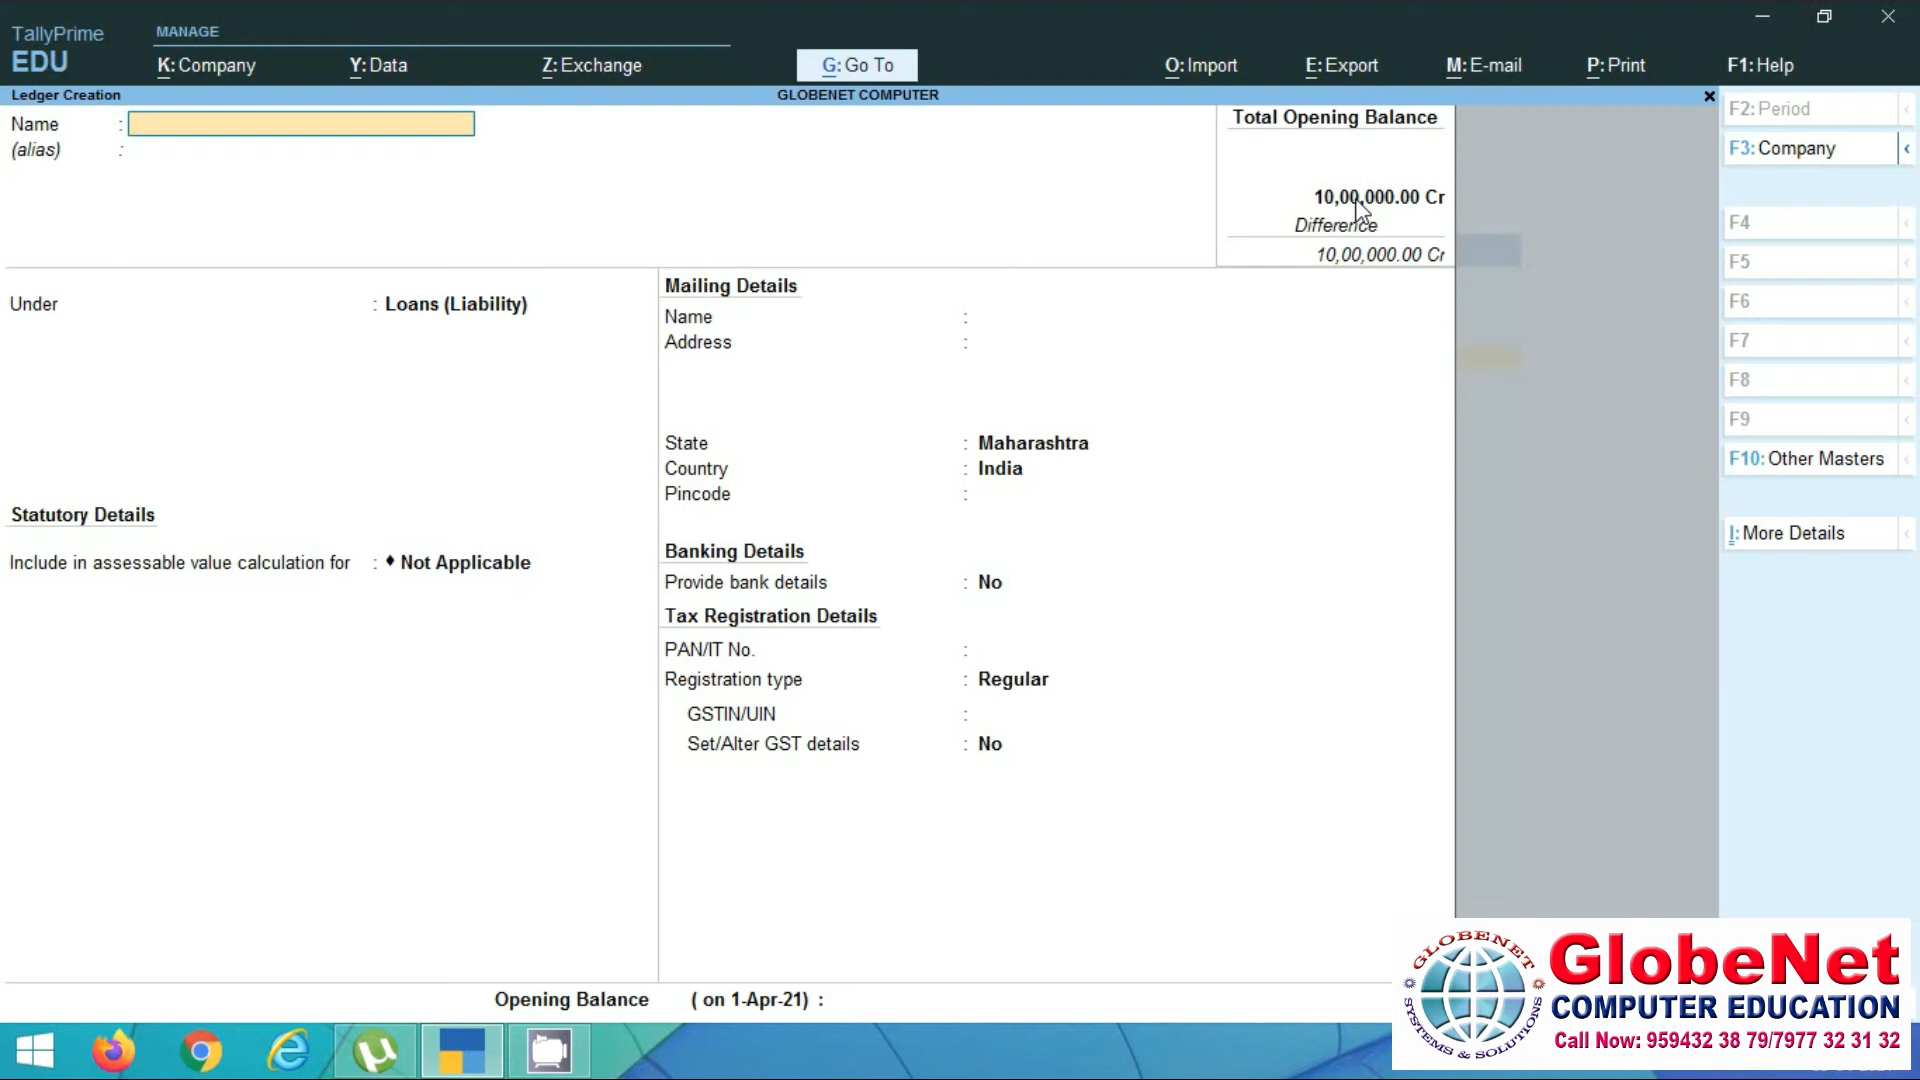 TallyPrime
EDU
MANAGE
K: Company
Y: Data
Z: Exchange
G: Go To
O: Import
E: Export
M: E-mail
P: Print
F1: Help
Ledger Creation
GLOBENET COMPUTER
Name :
(alias) :
Total Opening Balance
10,00,000.00 Cr
Difference
10,00,000.00 Cr
Under : Loans (Liability)
Statutory Details
Include in assessable value calculation for : ♦ Not Applicable
Mailing Details
Name :
Address :
State : Maharashtra
Country : India
Pincode :
Banking Details
Provide bank details : No
Tax Registration Details
PAN/IT No. :
Registration type : Regular
GSTIN/UIN :
Set/Alter GST details : No
Opening Balance ( on 1-Apr-21) :
F2: Period
F3: Company
F4
F5
F6
F7
F8
F9
F10: Other Masters
I: More Details
GLOBENET
SYSTEMS & SOLUTIONS
GlobeNet
COMPUTER EDUCATION
Call Now: 959432 38 79/7977 32 31 32